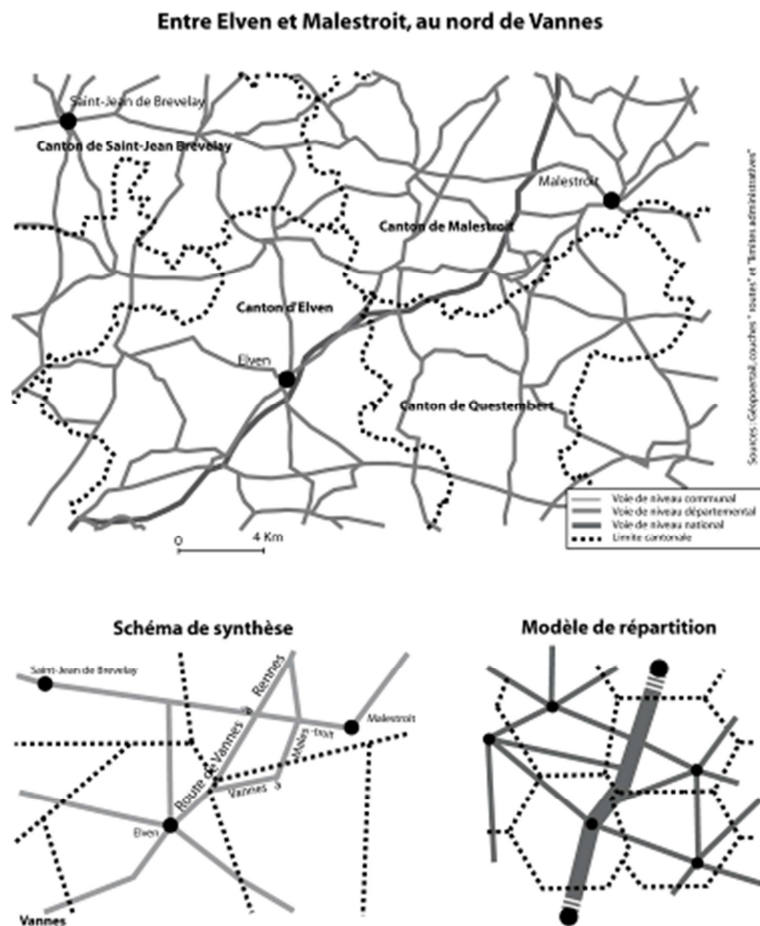 Entre Elven et Malestroit, au nord de Vannes
Saint-Jean de Brevelay
Canton de Saint-Jean Brevelay
Malestroit
Canton de Malestroit
Canton d'Elven
Elven
Canton de Questembert
Sources : Géopoertail, couches " routes" et "limites administratives"
Voie de niveau communal
Voie de niveau départemental
Voie de niveau national
Limite cantonale
0 4 Km
Schéma de synthèse
Modèle de répartition
Saint-Jean de Brevelay
Route de Vannes à Rennes
Malestroit
Vannes à Males-troit
Elven
Vannes